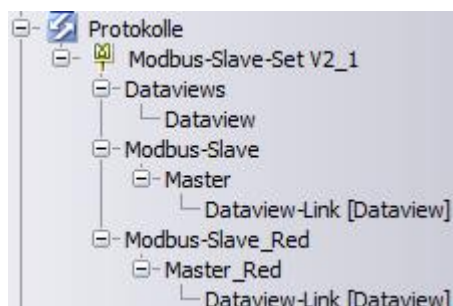 Protokolle
Modbus-Slave-Set V2_1
Dataviews
Dataview
Modbus-Slave
Master
Dataview-Link [Dataview]
Modbus-Slave_Red
Master_Red
Dataview-Link [Dataview]